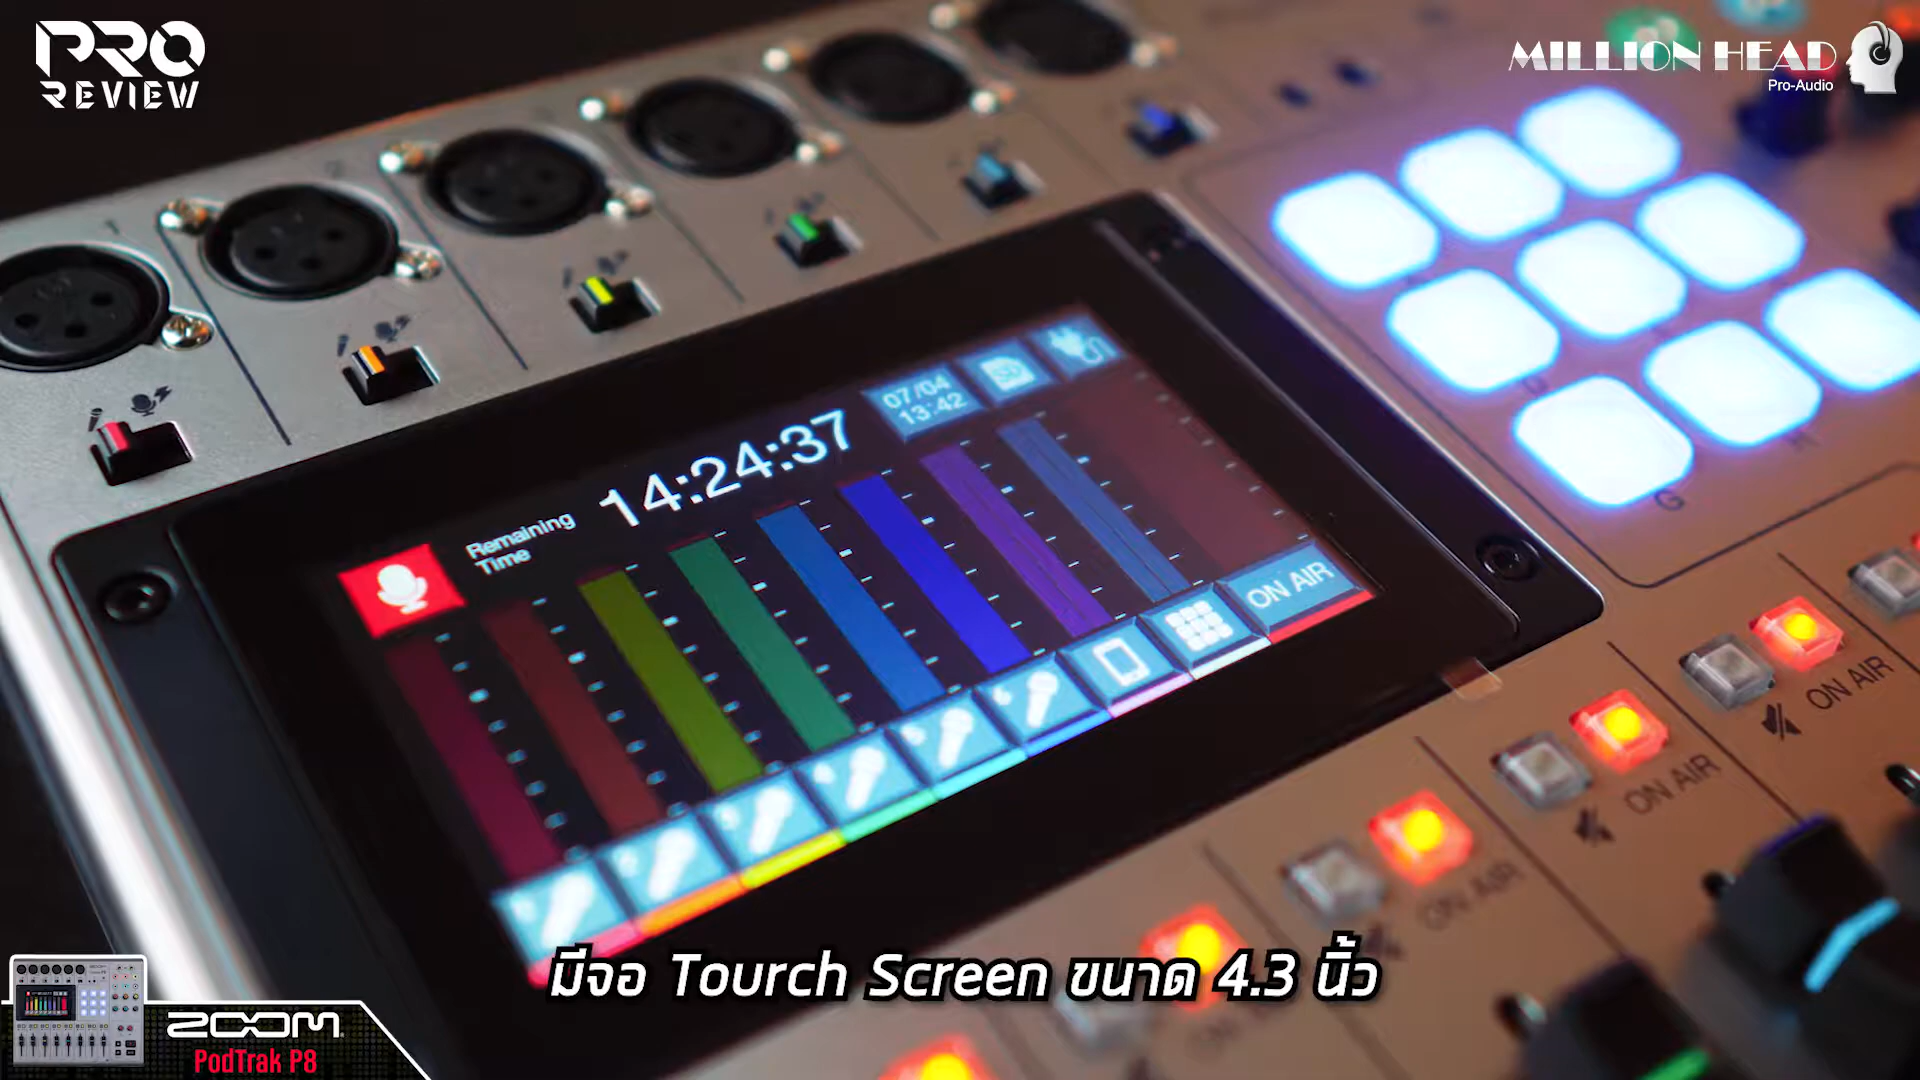 PRO
REVIEW
MILLION HEAD
Pro-Audio
1
2
07/04
13:42
Remaining
Time
14:24:37
ON AIR
G
H
ON AIR
ON AIR
ON AIR
มีจอ Tourch Screen ขนาด 4.3 นิ้ว
ZOOM
PodTrak P8